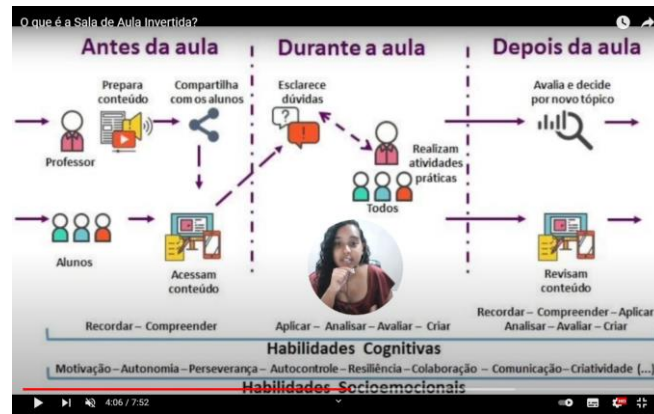 O que é a Sala de Aula Invertida?
Antes da aula
Durante a aula
Depois da aula
Prepara
conteúdo
Compartilha
com os alunos
Esclarece
dúvidas
Avalia e decide
por novo tópico
Professor
Realizam
atividades
práticas
Todos
Alunos
Acessam
conteúdo
Revisam
conteúdo
Recordar – Compreender
Aplicar – Analisar – Avaliar – Criar
Recordar – Compreender – Aplicar
Analisar – Avaliar – Criar
Habilidades Cognitivas
Motivação – Autonomia – Perseverança – Autocontrole – Resiliência – Colaboração – Comunicação – Criatividade (...)
Habilidades Socioemocionais
4:06 / 7:52